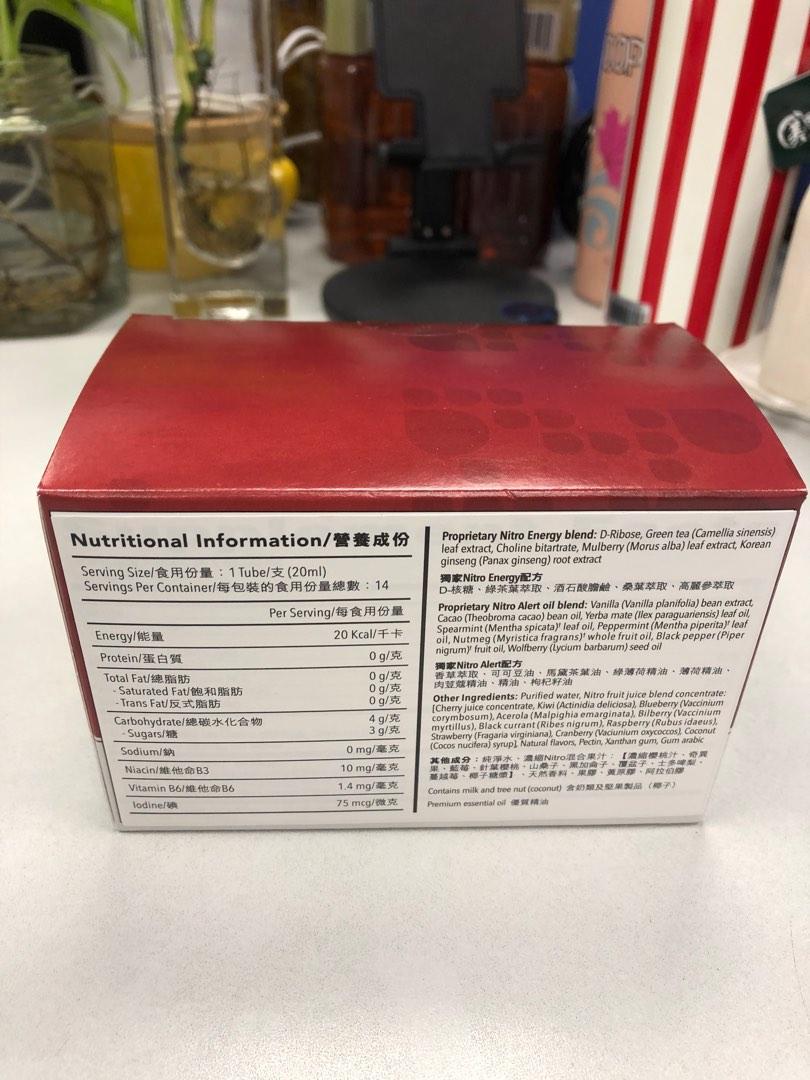 Nutritional Information/營養成份
Serving Size/食用份量：1 Tube/支 (20ml)
Servings Per Container/每包裝的食用份量總數：14
Per Serving/每食用份量
Energy/能量 20 Kcal/千卡
Protein/蛋白質 0 g/克
Total Fat/總脂肪 0 g/克
- Saturated Fat/飽和脂肪 0 g/克
- Trans Fat/反式脂肪 0 g/克
Carbohydrate/總碳水化合物 4 g/克
- Sugars/糖 3 g/克
Sodium/鈉 0 mg/毫克
Niacin/維他命B3 10 mg/毫克
Vitamin B6/維他命B6 1.4 mg/毫克
Iodine/碘 75 mcg/微克
Proprietary Nitro Energy blend: D-Ribose, Green tea (Camellia sinensis)
leaf extract, Choline bitartrate, Mulberry (Morus alba) leaf extract, Korean
ginseng (Panax ginseng) root extract
獨家Nitro Energy配方
D-核糖、綠茶葉萃取、酒石酸膽鹼、桑葉萃取、高麗參萃取
Proprietary Nitro Alert oil blend: Vanilla (Vanilla planifolia) bean extract,
Cacao (Theobroma cacao) bean oil, Yerba mate (Ilex paraguariensis) leaf oil,
Spearmint (Mentha spicata)† leaf oil, Peppermint (Mentha piperita)† leaf
oil, Nutmeg (Myristica fragrans)† whole fruit oil, Black pepper (Piper
nigrum)† fruit oil, Wolfberry (Lycium barbarum) seed oil
獨家Nitro Alert配方
香草萃取、可可豆油、馬黛茶葉油、綠薄荷精油、薄荷精油、
肉荳蔻精油、精油、枸杞籽油
Other Ingredients: Purified water, Nitro fruit juice blend concentrate:
[Cherry juice concentrate, Kiwi (Actinidia deliciosa), Blueberry (Vaccinium
corymbosum), Acerola (Malpighia emarginata), Bilberry (Vaccinium
myrtillus), Black currant (Ribes nigrum), Raspberry (Rubus idaeus),
Strawberry (Fragaria virginiana), Cranberry (Vaciunium oxycoccos), Coconut
(Cocos nucifera) syrup], Natural flavors, Pectin, Xanthan gum, Gum arabic
其他成分：純淨水、濃縮Nitro混合果汁：【濃縮櫻桃汁、奇異
果、藍莓、針葉櫻桃、山桑子、黑加侖子、覆盆子、士多啤梨、
蔓越莓、椰子糖漿】、天然香料、果膠、黃原膠、阿拉伯膠
Contains milk and tree nut (coconut) 含奶類及堅果製品（椰子）
Premium essential oil 優質精油